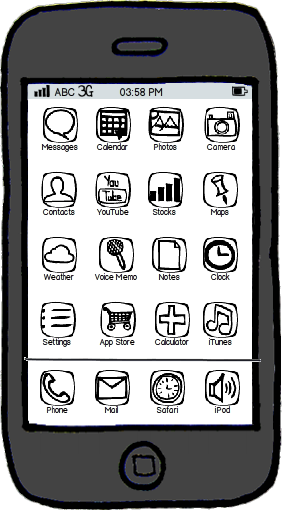 ABC 3G 03:58 PM
Messages Calendar Photos Camera
You
Tube
Contacts YouTube Stocks Maps
Weather Voice Memo Notes Clock
Settings App Store Calculator iTunes
Phone Mail Safari iPod